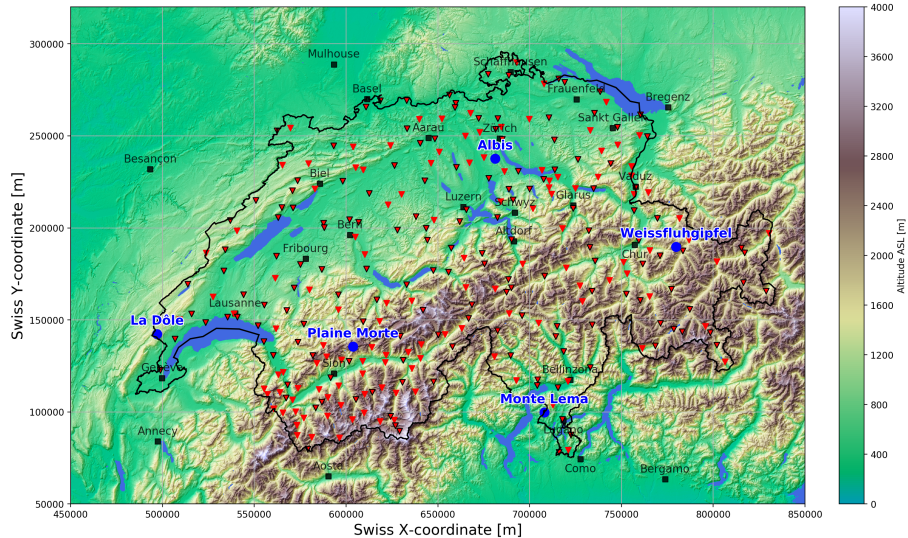 300000
250000
200000
150000
100000
50000
Swiss Y-coordinate [m]
Mulhouse
Schaffhausen
Basel
Frauenfeld
Bregenz
Aarau
Zürich
Sankt Gallen
Albis
Besançon
Biel
Vaduz
Luzern
Schwyz
Glarus
Bern
Altdorf
Weissfluhgipfel
Fribourg
Chur
Lausanne
La Dôle
Plaine Morte
Genève
Sion
Bellinzona
Monte Lema
Lugano
Annecy
Aosta
Como
Bergamo
450000
500000
550000
600000
650000
700000
750000
800000
850000
Swiss X-coordinate [m]
4000
3600
3200
2800
2400
2000
1600
1200
800
400
0
Altitude ASL [m]